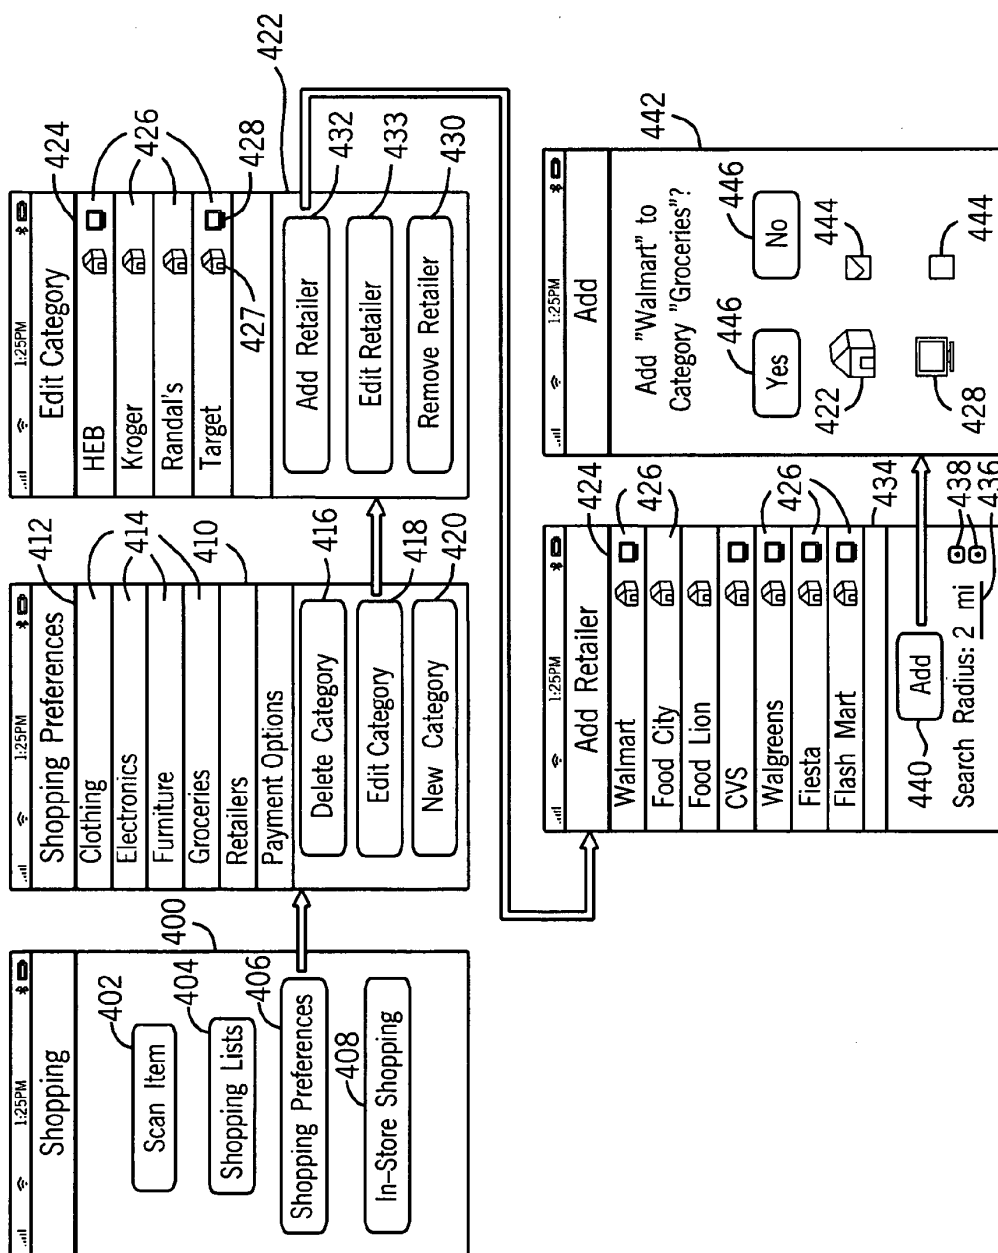 1:25PM
Shopping
Scan Item
402
Shopping Lists
404
Shopping Preferences
406
In-Store Shopping
408
400
1:25PM
Shopping Preferences
412
Clothing
Electronics
Furniture
Groceries
414
Retailers
Payment Options
410
Delete Category
416
Edit Category
418
New Category
420
1:25PM
Edit Category
424
HEB
Kroger
Randal's
Target
426
427
428
422
Add Retailer
432
Edit Retailer
433
Remove Retailer
430
1:25PM
Add Retailer
424
Walmart
Food City
426
Food Lion
CVS
Walgreens
Fiesta
Flash Mart
426
434
440
Add
Search Radius: 2 mi
438
436
1:25PM
Add
442
Add "Walmart" to
Category "Groceries"?
446
Yes
446
No
422
444
428
444